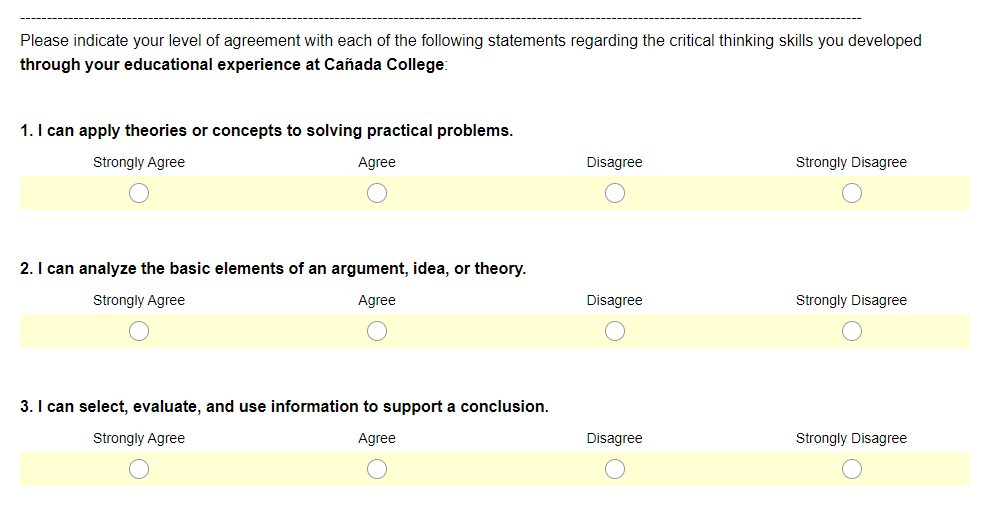 Please indicate your level of agreement with each of the following statements regarding the critical thinking skills you developed
through your educational experience at Cañada College:
1. I can apply theories or concepts to solving practical problems.
Strongly Agree Agree Disagree Strongly Disagree
2. I can analyze the basic elements of an argument, idea, or theory.
Strongly Agree Agree Disagree Strongly Disagree
3. I can select, evaluate, and use information to support a conclusion.
Strongly Agree Agree Disagree Strongly Disagree